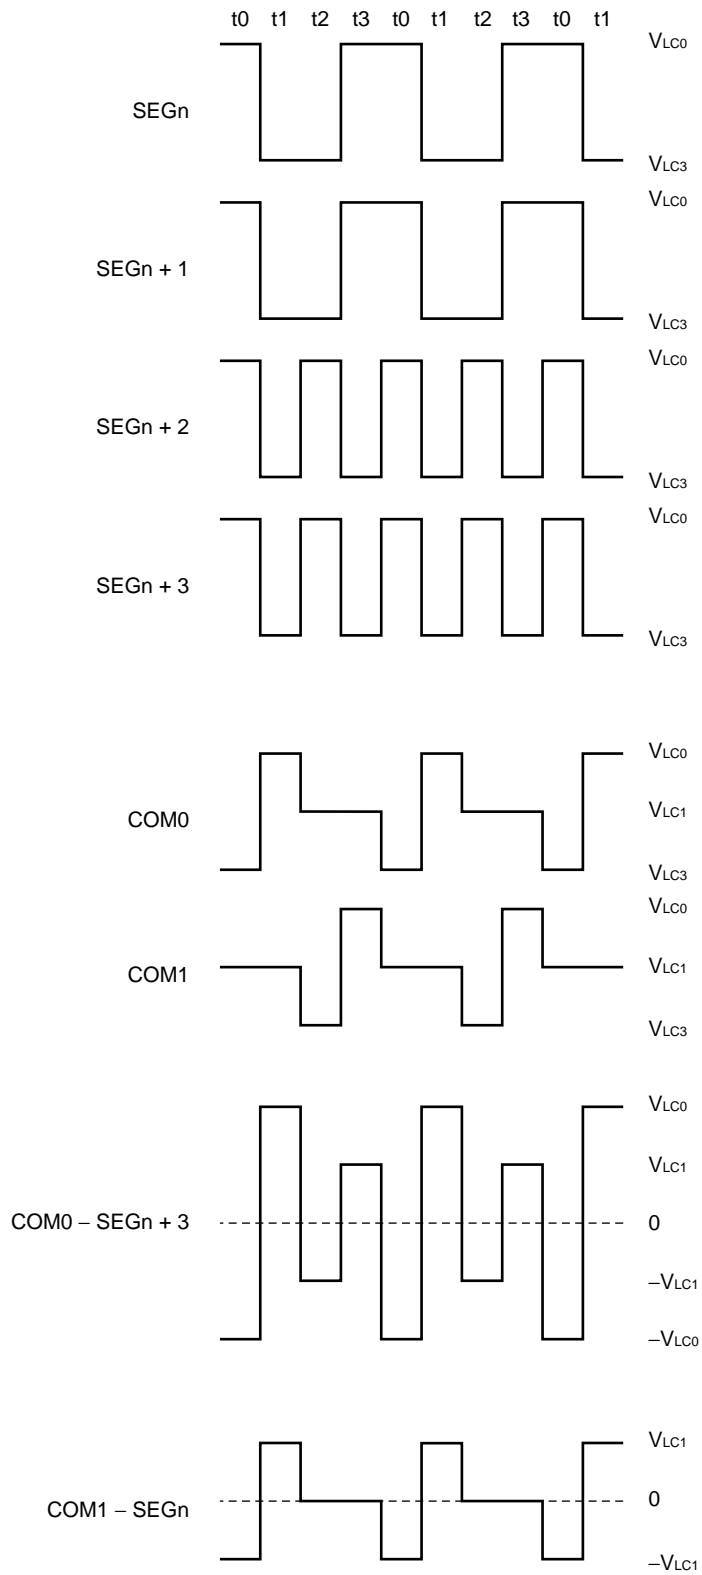 t0 t1 t2 t3 t0 t1 t2 t3 t0 t1
VLC0
SEGn
VLC3
VLC0
SEGn + 1
VLC3
VLC0
SEGn + 2
VLC3
VLC0
SEGn + 3
VLC3
VLC0
COM0
VLC1
VLC3
VLC0
COM1
VLC1
VLC3
VLC0
VLC1
COM0 – SEGn + 3
0
–VLC1
–VLC0
VLC1
COM1 – SEGn
0
–VLC1